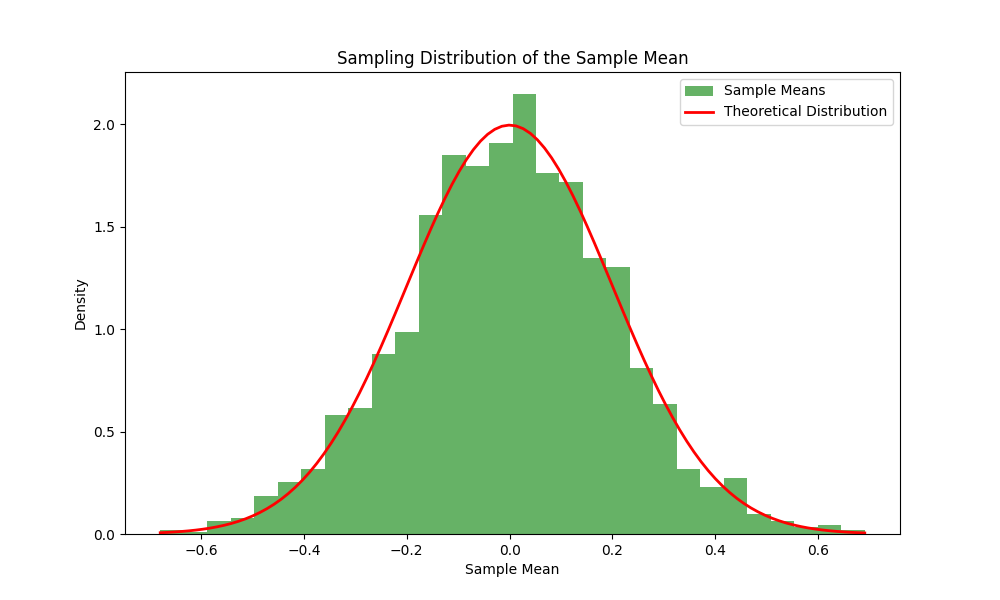 Sampling Distribution of the Sample Mean
Sample Means
Theoretical Distribution
Density
2.0
1.5
1.0
0.5
0.0
−0.6
−0.4
−0.2
0.0
0.2
0.4
0.6
Sample Mean